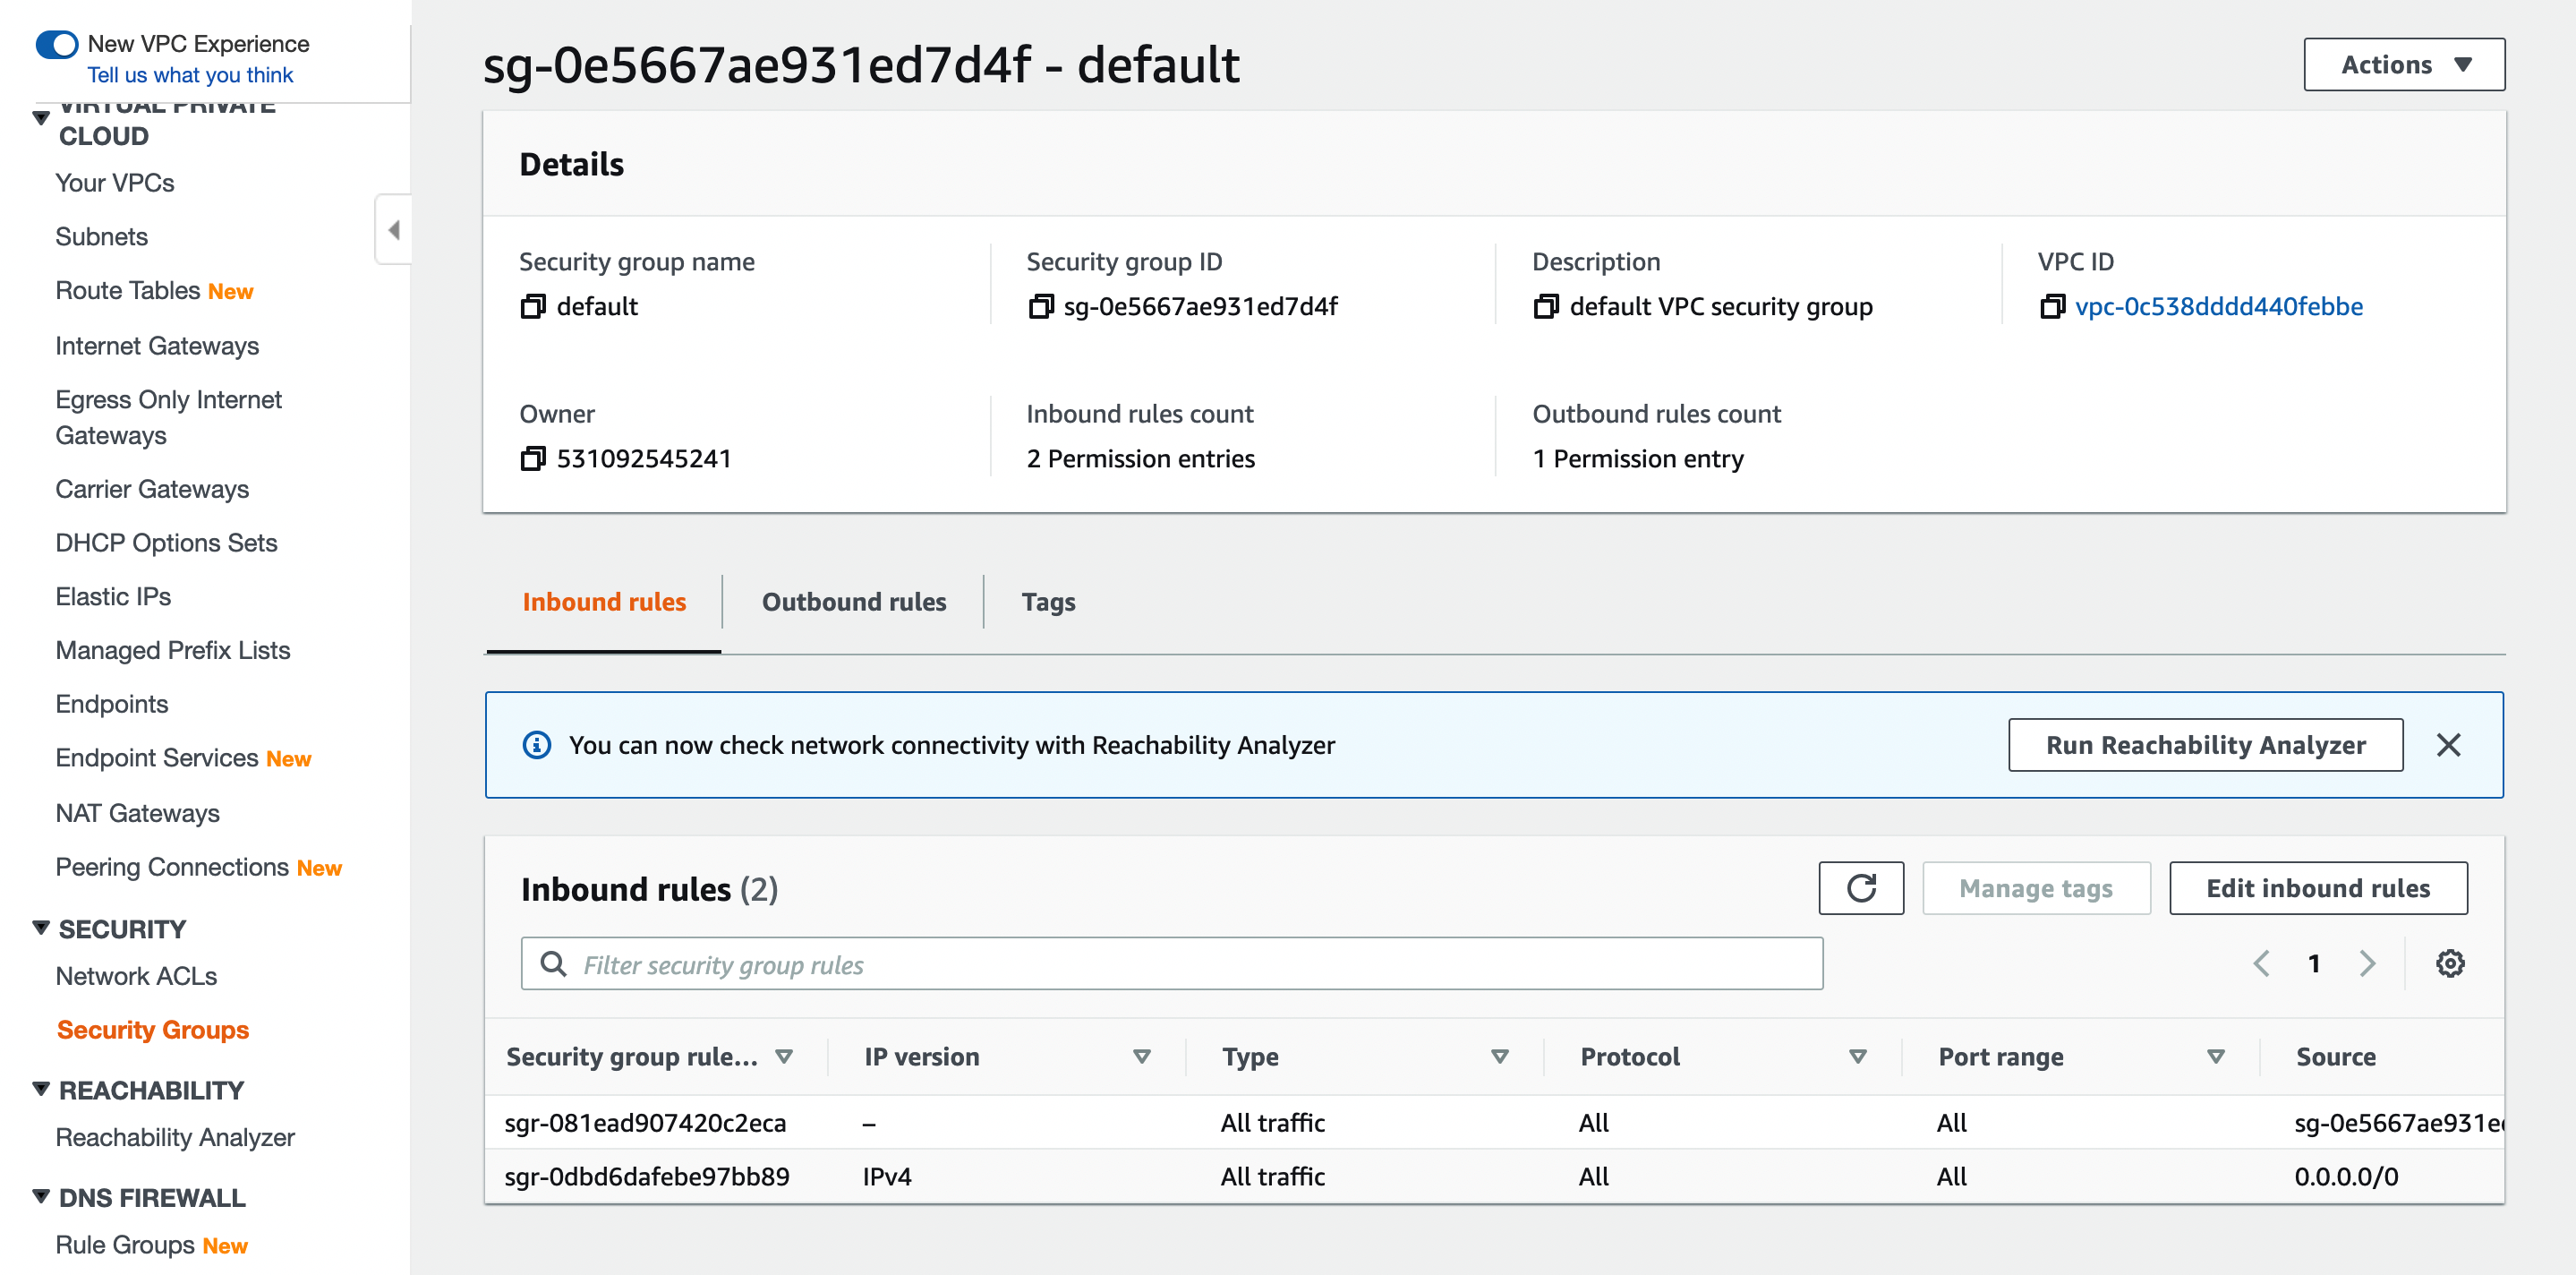 New VPC Experience
Tell us what you think
VIRTUAL PRIVATE
CLOUD
Your VPCs
Subnets
Route Tables New
Internet Gateways
Egress Only Internet
Gateways
Carrier Gateways
DHCP Options Sets
Elastic IPs
Managed Prefix Lists
Endpoints
Endpoint Services New
NAT Gateways
Peering Connections New
SECURITY
Network ACLs
Security Groups
REACHABILITY
Reachability Analyzer
DNS FIREWALL
Rule Groups New
sg-0e5667ae931ed7d4f - default
Actions
Details
Security group name
default
Security group ID
sg-0e5667ae931ed7d4f
Description
default VPC security group
VPC ID
vpc-0c538dddd440febbe
Owner
531092545241
Inbound rules count
2 Permission entries
Outbound rules count
1 Permission entry
Inbound rules
Outbound rules
Tags
You can now check network connectivity with Reachability Analyzer
Run Reachability Analyzer
Inbound rules (2)
Manage tags
Edit inbound rules
Filter security group rules
1
Security group rule... IP version Type Protocol Port range Source
sgr-081ead907420c2eca – All traffic All All sg-0e5667ae931e
sgr-0dbd6dafebe97bb89 IPv4 All traffic All All 0.0.0.0/0